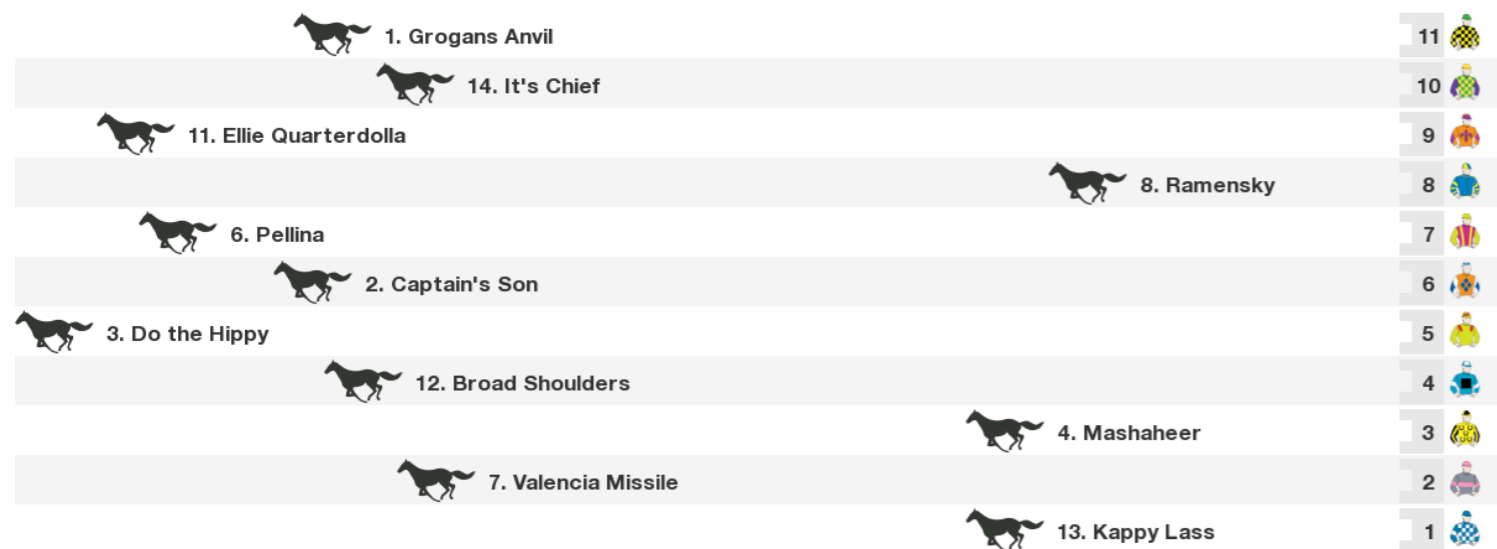 1. Grogans Anvil 11
14. It's Chief 10
11. Ellie Quarterdolla 9
8. Ramensky 8
6. Pellina 7
2. Captain's Son 6
3. Do the Hippy 5
12. Broad Shoulders 4
4. Mashaheer 3
7. Valencia Missile 2
13. Kappy Lass 1